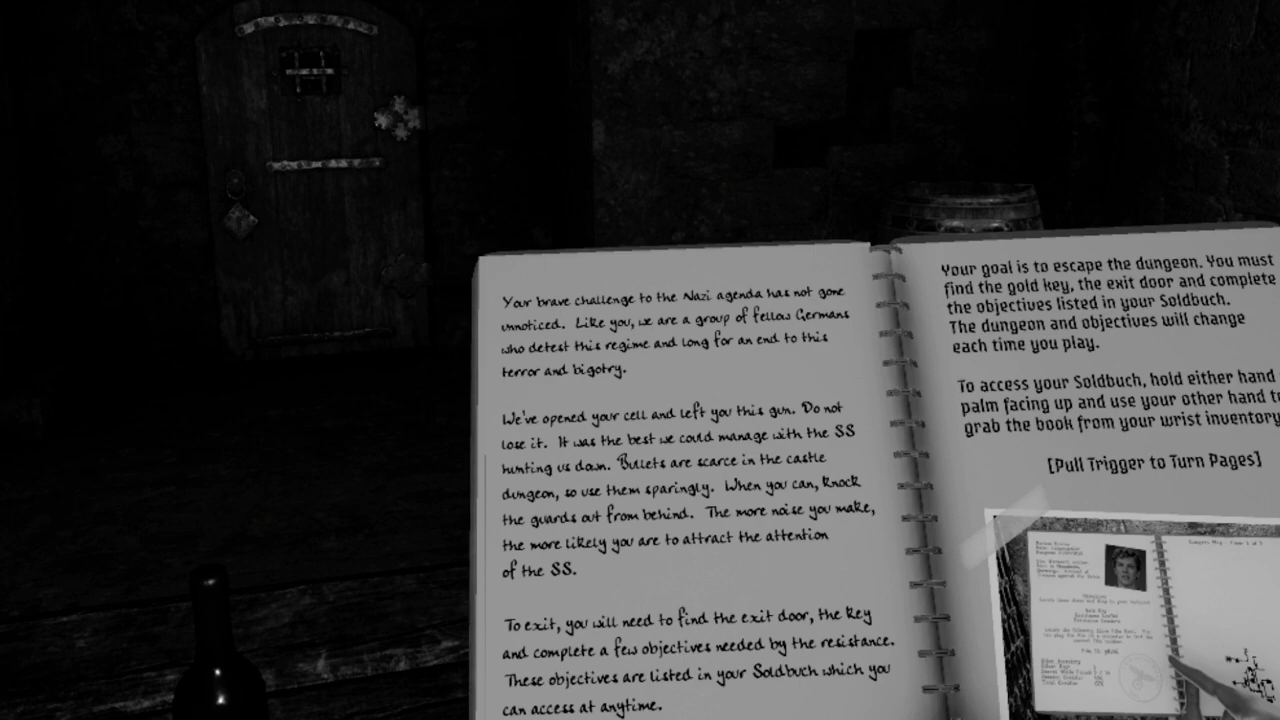 Your brave challenge to the Nazi agenda has not gone
unnoticed. Like you, we are a group of fellow Germans
who detest this regime and long for an end to this
terror and bigotry.
We've opened your cell and left you this gun. Do not
lose it. It was the best we could manage with the SS
hunting us down. Bullets are scarce in the castle
dungeon, so use them sparingly. When you can, knock
the guards out from behind. The more noise you make,
the more likely you are to attract the attention
of the SS.
To exit, you will need to find the exit door, the key
and complete a few objectives needed by the resistance.
These objectives are listed in your Soldbuch which you
can access at anytime.
Your goal is to escape the dungeon. You must
find the gold key, the exit door and complete
the objectives listed in your Soldbuch.
The dungeon and objectives will change
each time you play.
To access your Soldbuch, hold either hand
palm facing up and use your other hand to
grab the book from your wrist inventory
[Pull Trigger to Turn Pages]